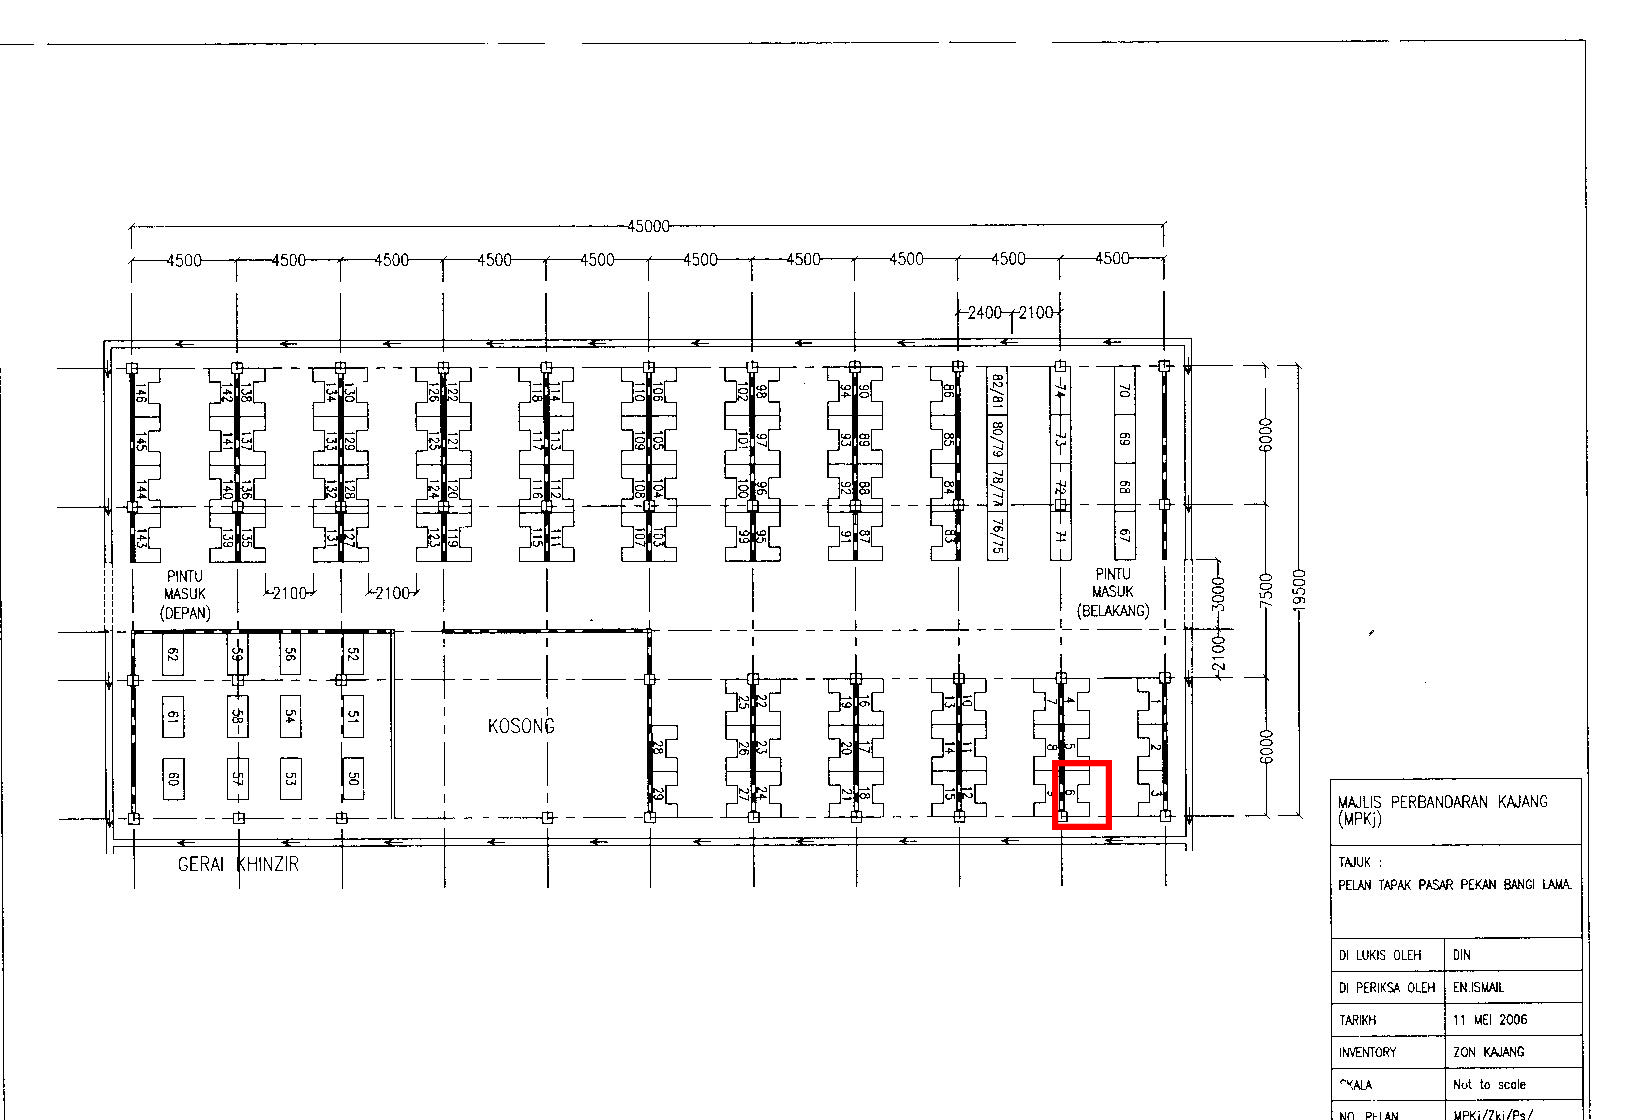 45000
4500 4500 4500 4500 4500 4500 4500 4500 4500 4500
2400 2100
146 142 138 134 130 126 122 118 114 110 106 102 98 94 90 86 82/81 74 70
145 141 137 133 129 125 121 117 113 109 105 101 97 93 89 85 80/79 73 69
144 140 136 132 128 124 120 116 112 108 104 100 96 92 88 84 78/77 72 68
143 139 135 131 127 123 119 115 111 107 103 99 95 91 87 83 76/75 71 67
6000
7500
6000
19500
3000
2100
PINTU
MASUK
(DEPAN)
2100 2100
PINTU
MASUK
(BELAKANG)
62 59 56 52
61 58 54 51
60 57 53 50
KOSONG
25 22 19 16 13 10 7 4 1
28 26 23 20 17 14 11 8 5 2
29 27 24 21 18 15 12 9 6 3
GERAI KHINZIR
MAJLIS PERBANDARAN KAJANG
(MPKj)
TAJUK :
PELAN TAPAK PASAR PEKAN BANGI LAMA.
DI LUKIS OLEH DIN
DI PERIKSA OLEH EN.ISMAIL
TARIKH 11 MEI 2006
INVENTORY ZON KAJANG
SKALA Not to scale
NO. PELAN MPKj/Zkj/Ps/